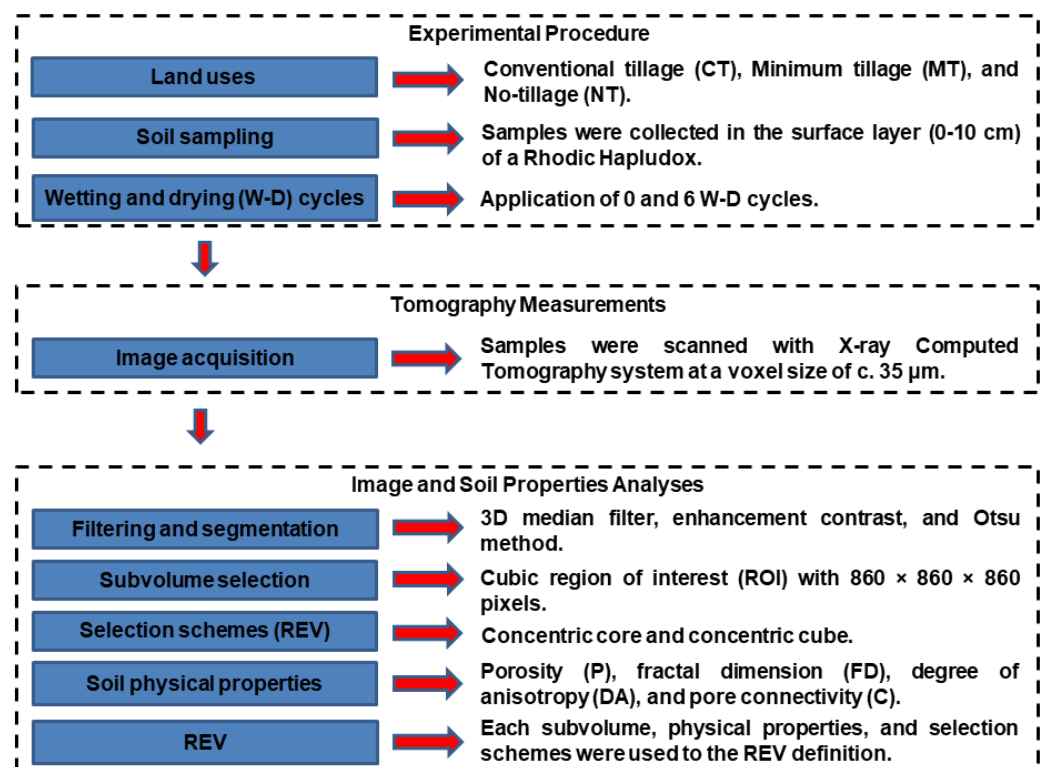 Experimental Procedure
Land uses
Conventional tillage (CT), Minimum tillage (MT), and
No-tillage (NT).
Soil sampling
Samples were collected in the surface layer (0-10 cm)
of a Rhodic Hapludox.
Wetting and drying (W-D) cycles
Application of 0 and 6 W-D cycles.
Tomography Measurements
Image acquisition
Samples were scanned with X-ray Computed
Tomography system at a voxel size of c. 35 µm.
Image and Soil Properties Analyses
Filtering and segmentation
3D median filter, enhancement contrast, and Otsu
method.
Subvolume selection
Cubic region of interest (ROI) with 860 × 860 × 860
pixels.
Selection schemes (REV)
Concentric core and concentric cube.
Soil physical properties
Porosity (P), fractal dimension (FD), degree of
anisotropy (DA), and pore connectivity (C).
REV
Each subvolume, physical properties, and selection
schemes were used to the REV definition.